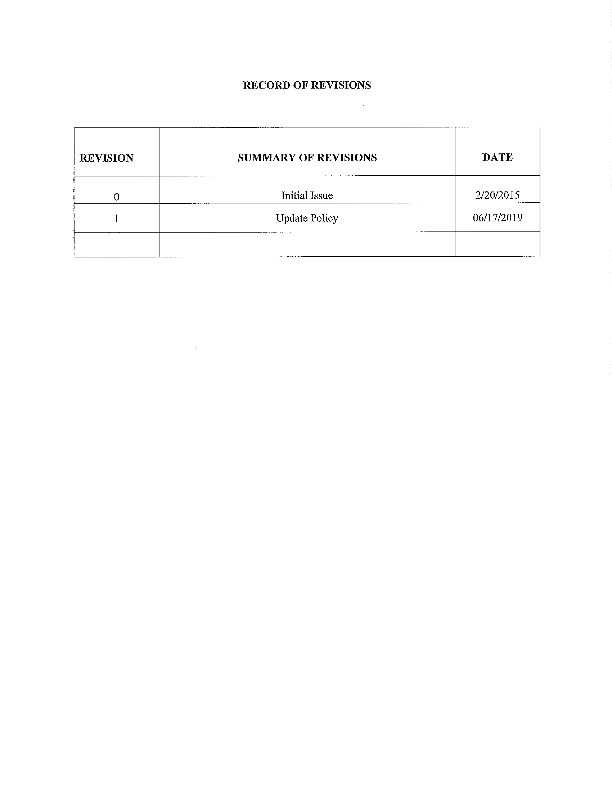 RECORD OF REVISIONS
REVISION SUMMARY OF REVISIONS DATE
0 Initial Issue 2/20/2015
1 Update Policy 06/17/2019